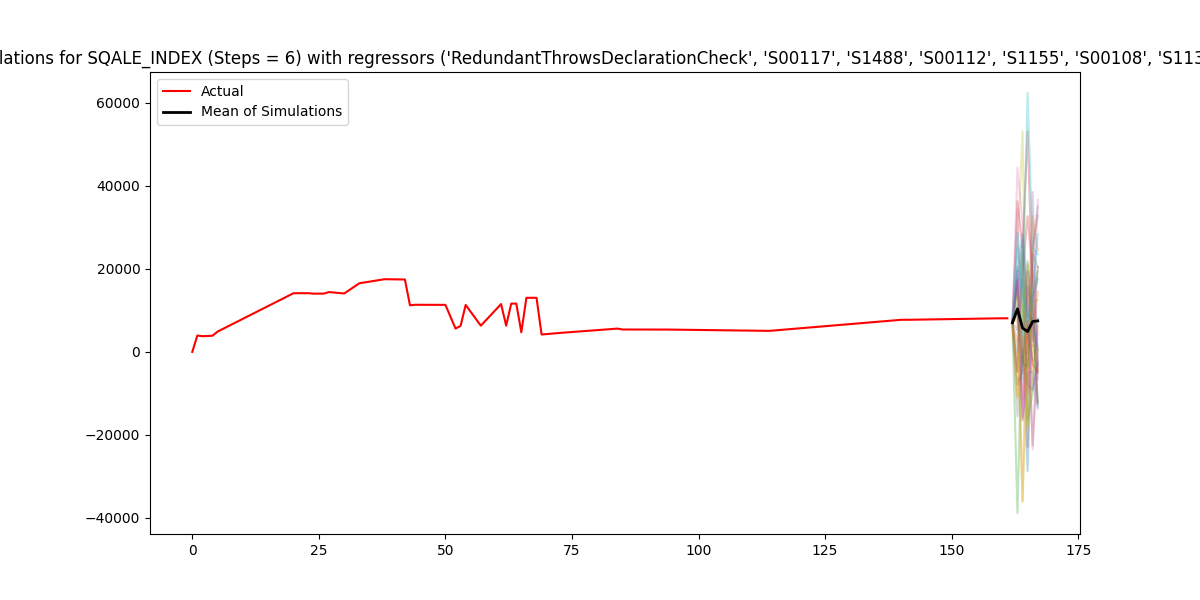 lations for SQALE_INDEX (Steps = 6) with regressors ('RedundantThrowsDeclarationCheck', 'S00117', 'S1488', 'S00112', 'S1155', 'S00108', 'S113
Actual
Mean of Simulations
60000
40000
20000
0
−20000
−40000
0 25 50 75 100 125 150 175